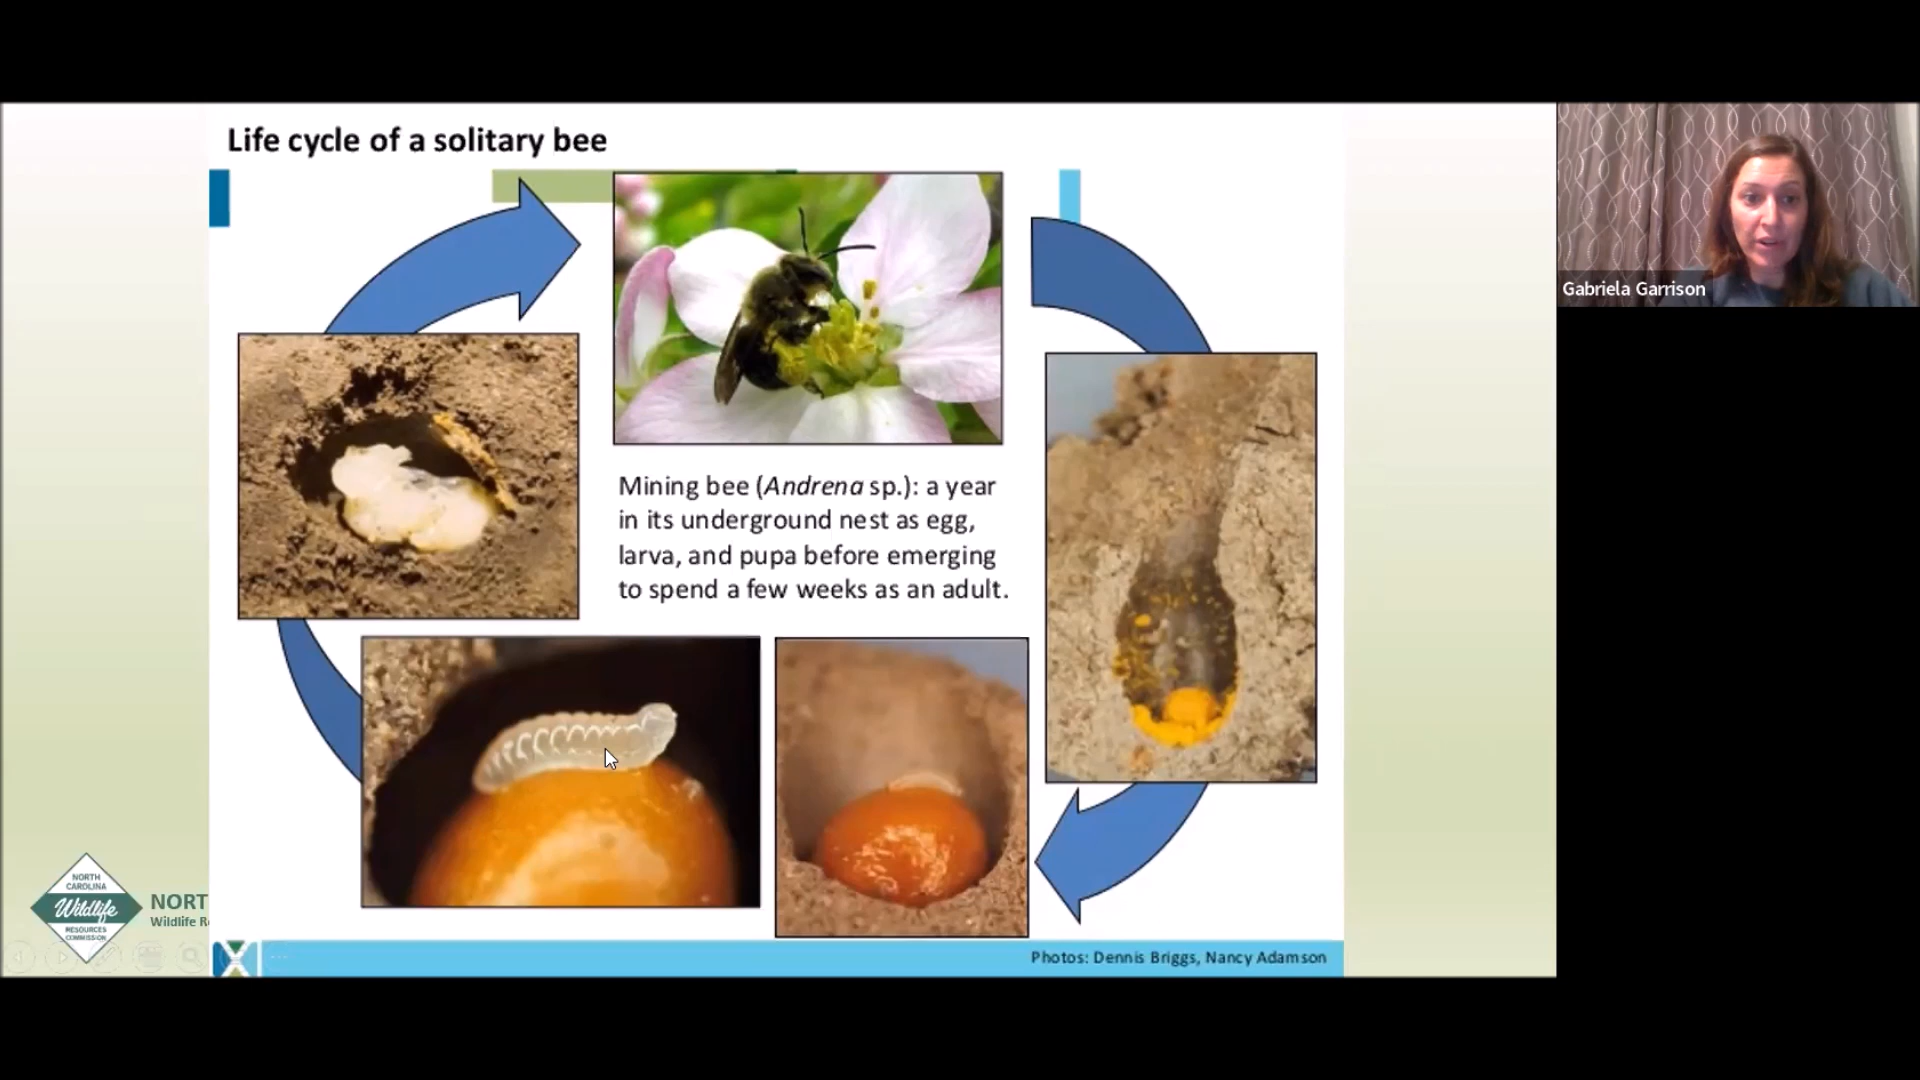 Life cycle of a solitary bee
Gabriela Garrison
Mining bee (Andrena sp.): a year
in its underground nest as egg,
larva, and pupa before emerging
to spend a few weeks as an adult.
NORTH
CAROLINA
Wildlife
RESOURCES
COMMISSION
NORT
Wildlife R
Photos: Dennis Briggs, Nancy Adamson